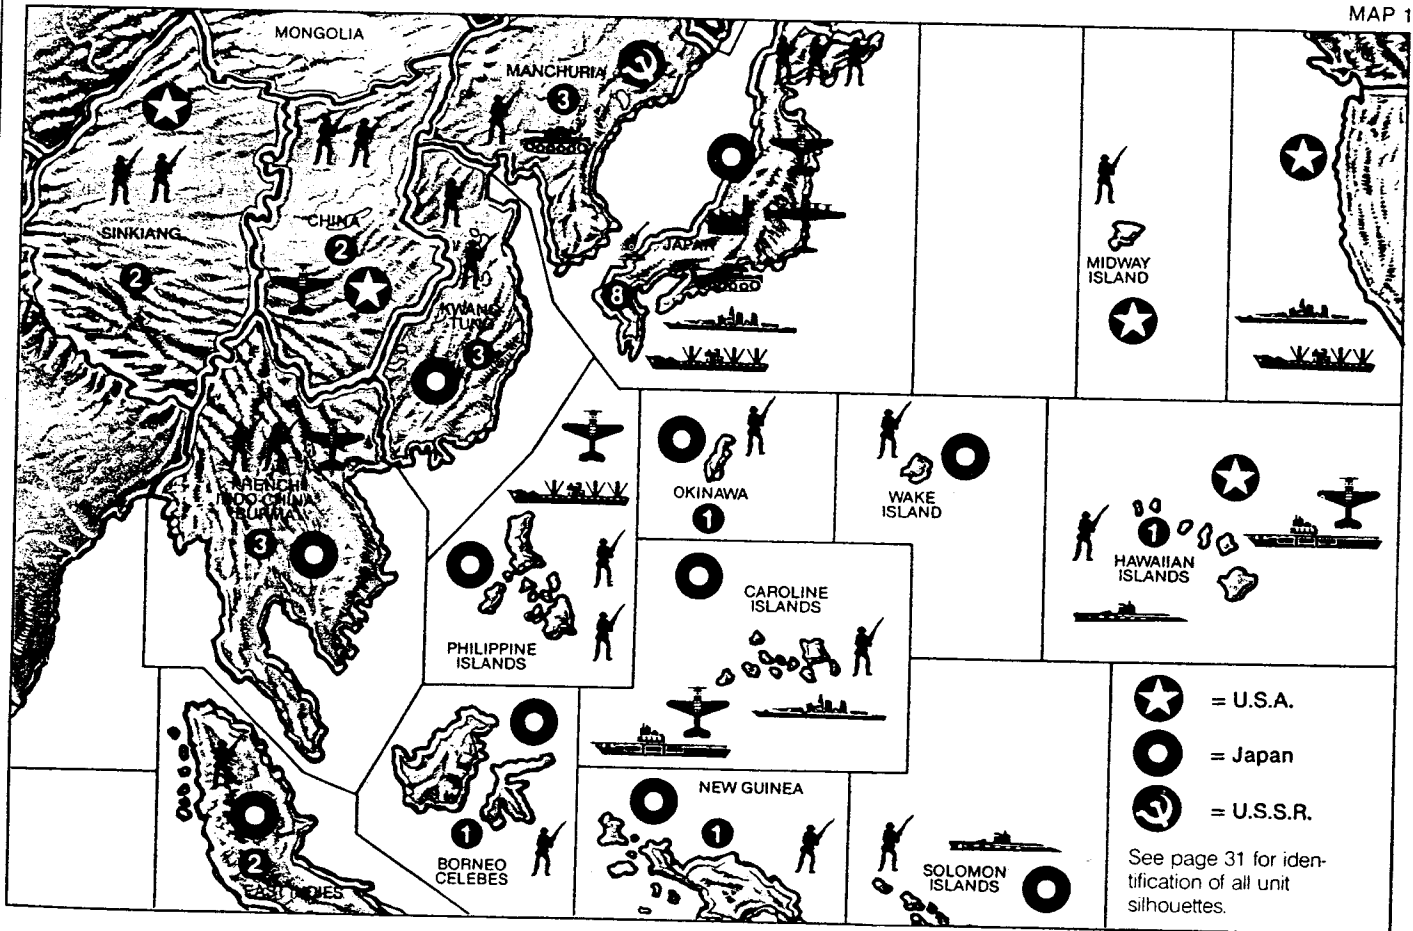 MAP 1
MONGOLIA
MANCHURIA
3
SINKIANG
2
CHINA
2
JAPAN
8
KWANG
TUNG
3
MIDWAY
ISLAND
FRENCH
INDO-CHINA
BURMA
3
OKINAWA
1
WAKE
ISLAND
1
HAWAIIAN
ISLANDS
PHILIPPINE
ISLANDS
CAROLINE
ISLANDS
1
BORNEO
CELEBES
2
EAST INDIES
NEW GUINEA
1
SOLOMON
ISLANDS
= U.S.A.
= Japan
= U.S.S.R.
See page 31 for iden-
tification of all unit
silhouettes.